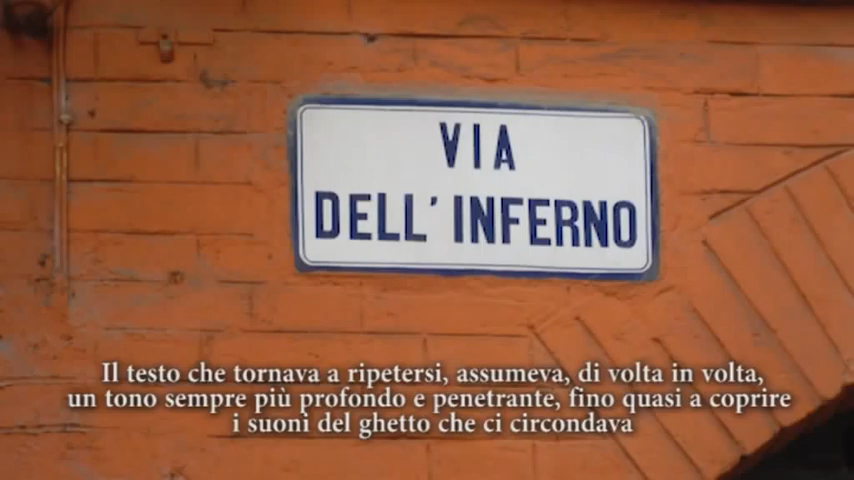 VIA
DELL' INFERNO
Il testo che tornava a ripetersi, assumeva, di volta in volta,
un tono sempre più profondo e penetrante, fino quasi a coprire
i suoni del ghetto che ci circondava